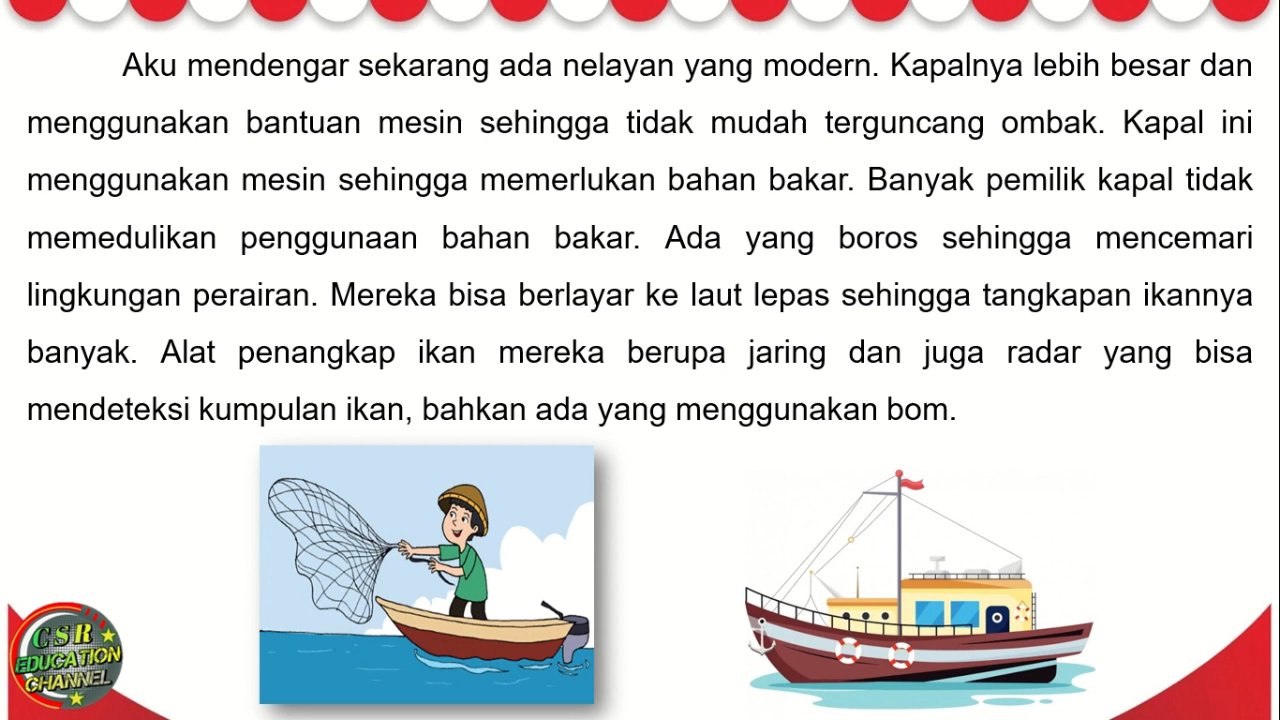 Aku mendengar sekarang ada nelayan yang modern. Kapalnya lebih besar dan
menggunakan bantuan mesin sehingga tidak mudah terguncang ombak. Kapal ini
menggunakan mesin sehingga memerlukan bahan bakar. Banyak pemilik kapal tidak
memedulikan penggunaan bahan bakar. Ada yang boros sehingga mencemari
lingkungan perairan. Mereka bisa berlayar ke laut lepas sehingga tangkapan ikannya
banyak. Alat penangkap ikan mereka berupa jaring dan juga radar yang bisa
mendeteksi kumpulan ikan, bahkan ada yang menggunakan bom.
CSR
EDUCATION
CHANNEL